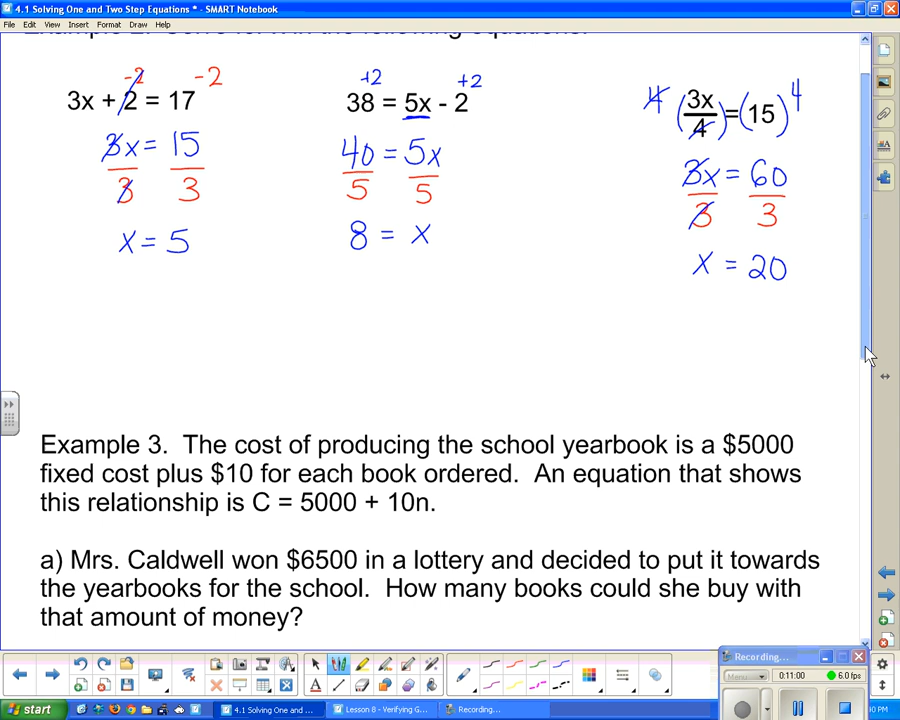 4.1 Solving One and Two Step Equations * - SMART Notebook
File Edit View Insert Format Draw Help
-2 -2
3x + 2 = 17
3x = 15
3 3
x = 5
+2 +2
38 = 5x - 2
40 = 5x
5 5
8 = x
4 (3x/4) = (15) 4
3x = 60
3 3
x = 20
Example 3. The cost of producing the school yearbook is a $5000
fixed cost plus $10 for each book ordered. An equation that shows
this relationship is C = 5000 + 10n.
a) Mrs. Caldwell won $6500 in a lottery and decided to put it towards
the yearbooks for the school. How many books could she buy with
that amount of money?
Recording...
Menu
0:11:00
6.0 fps
start
4.1 Solving One and ...
Lesson 8 - Verifying G...
Recording...
PM